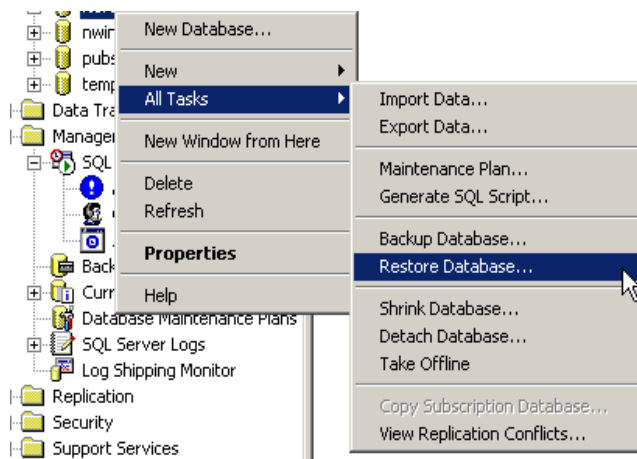 nwin
pubs
temp
Data Tra
Manage
SQL
Back
Curr
Database Maintenance Plans
SQL Server Logs
Log Shipping Monitor
Replication
Security
Support Services
New Database...
New
All Tasks
New Window from Here
Delete
Refresh
Properties
Help
Import Data...
Export Data...
Maintenance Plan...
Generate SQL Script...
Backup Database...
Restore Database...
Shrink Database...
Detach Database...
Take Offline
Copy Subscription Database...
View Replication Conflicts...